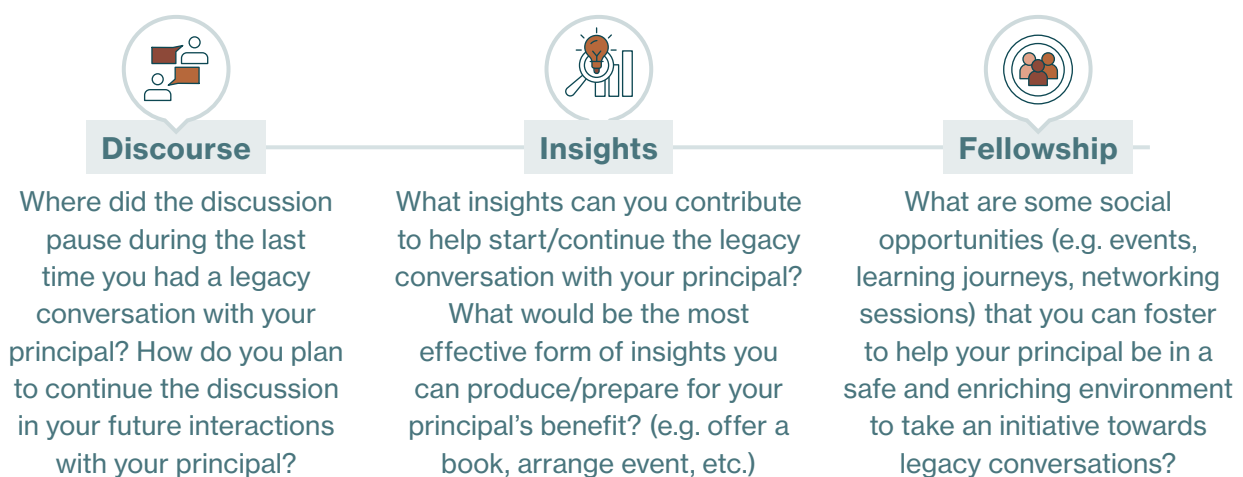 Discourse
Where did the discussion
pause during the last
time you had a legacy
conversation with your
principal? How do you plan
to continue the discussion
in your future interactions
with your principal?
Insights
What insights can you contribute
to help start/continue the legacy
conversation with your principal?
What would be the most
effective form of insights you
can produce/prepare for your
principal's benefit? (e.g. offer a
book, arrange event, etc.)
Fellowship
What are some social
opportunities (e.g. events,
learning journeys, networking
sessions) that you can foster
to help your principal be in a
safe and enriching environment
to take an initiative towards
legacy conversations?